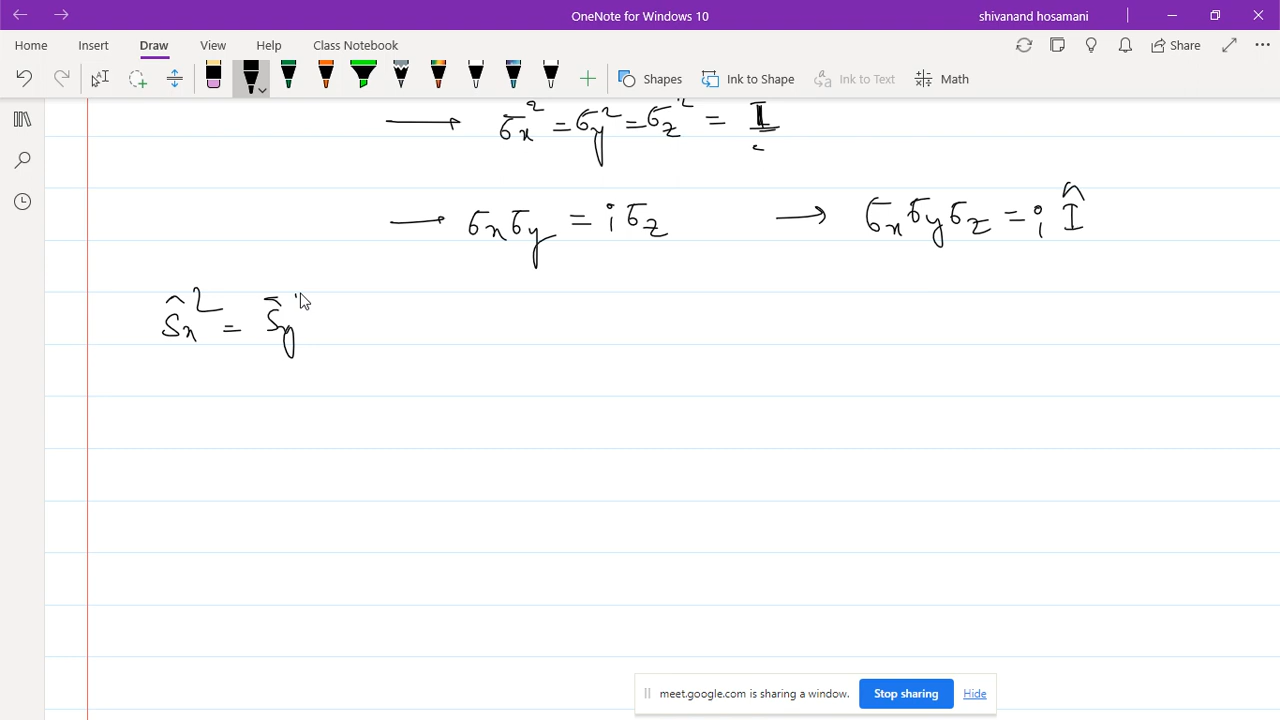 OneNote for Windows 10
shivanand hosamani
Home Insert Draw View Help Class Notebook
Share
Shapes Ink to Shape Ink to Text Math
→ σx² = σy² = σz² = I
→ σxσy = iσz → σxσyσz = i Î
Ŝx² = Ŝy
meet.google.com is sharing a window. Stop sharing Hide